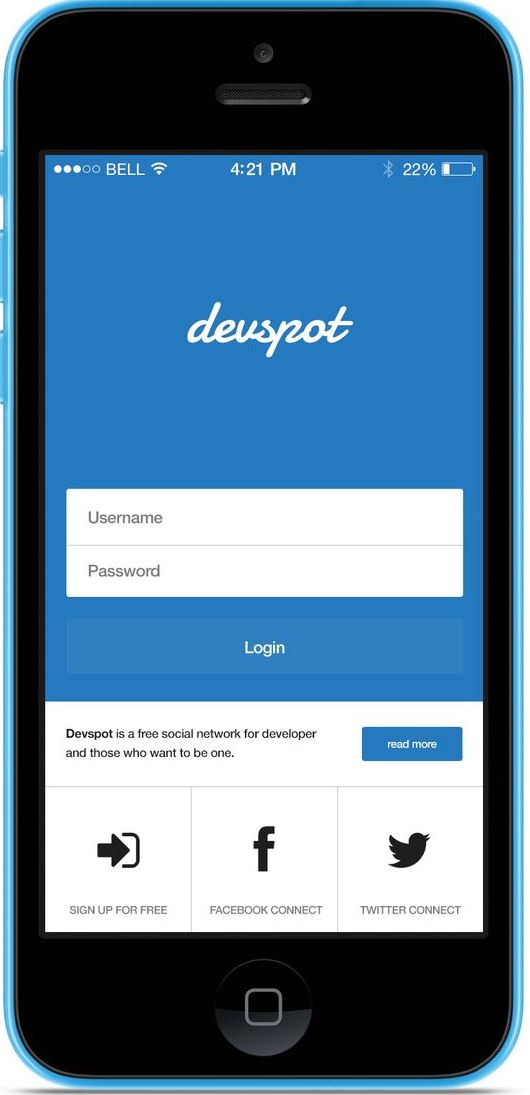 BELL 4:21 PM 22%
devspot
Username
Password
Login
Devspot is a free social network for developer
and those who want to be one.
read more
SIGN UP FOR FREE FACEBOOK CONNECT TWITTER CONNECT